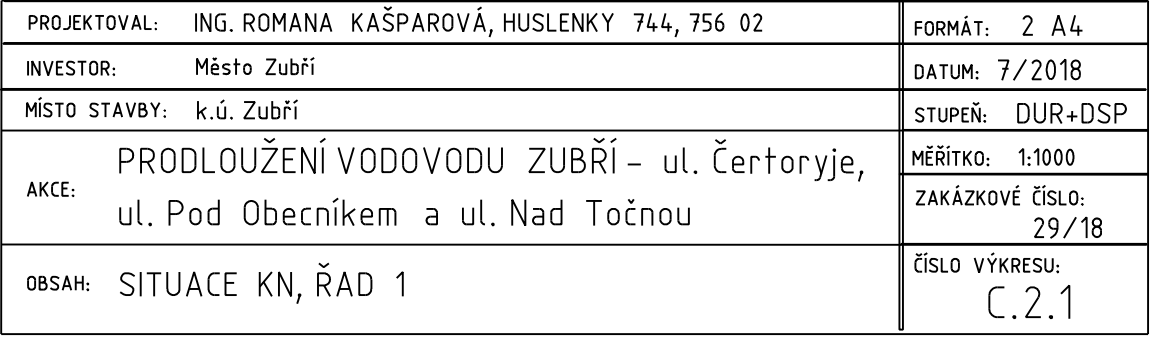 PROJEKTOVAL: ING. ROMANA KAŠPAROVÁ, HUSLENKY 744, 756 02
INVESTOR: Město Zubří
MÍSTO STAVBY: k.ú. Zubří
AKCE: PRODLOUŽENÍ VODOVODU ZUBŘÍ – ul. Čertoryje,
ul. Pod Obecníkem a ul. Nad Točnou
OBSAH: SITUACE KN, ŘAD 1
FORMÁT: 2 A4
DATUM: 7/2018
STUPEŇ: DUR+DSP
MĚŘÍTKO: 1:1000
ZAKÁZKOVÉ ČÍSLO:
29/18
ČÍSLO VÝKRESU:
C.2.1